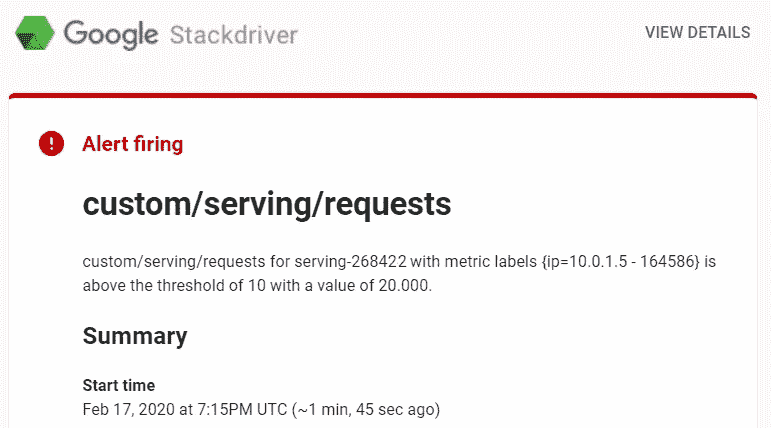 Google Stackdriver VIEW DETAILS
Alert firing
custom/serving/requests
custom/serving/requests for serving-268422 with metric labels {ip=10.0.1.5 - 164586} is
above the threshold of 10 with a value of 20.000.
Summary
Start time
Feb 17, 2020 at 7:15PM UTC (~1 min, 45 sec ago)